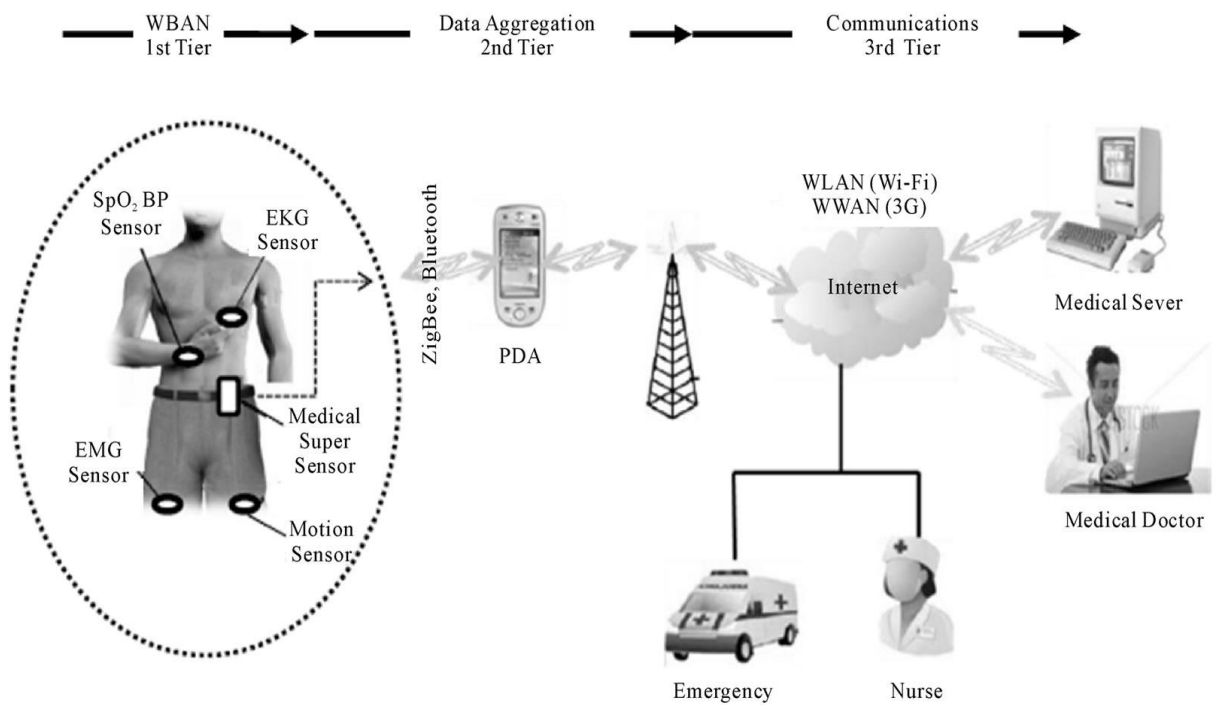 WBAN
1st Tier
Data Aggregation
2nd Tier
Communications
3rd Tier
SpO₂ BP
Sensor
EKG
Sensor
EMG
Sensor
Medical
Super
Sensor
Motion
Sensor
ZigBee, Bluetooth
PDA
WLAN (Wi-Fi)
WWAN (3G)
Internet
Medical Sever
STOCK
Medical Doctor
Emergency
Nurse